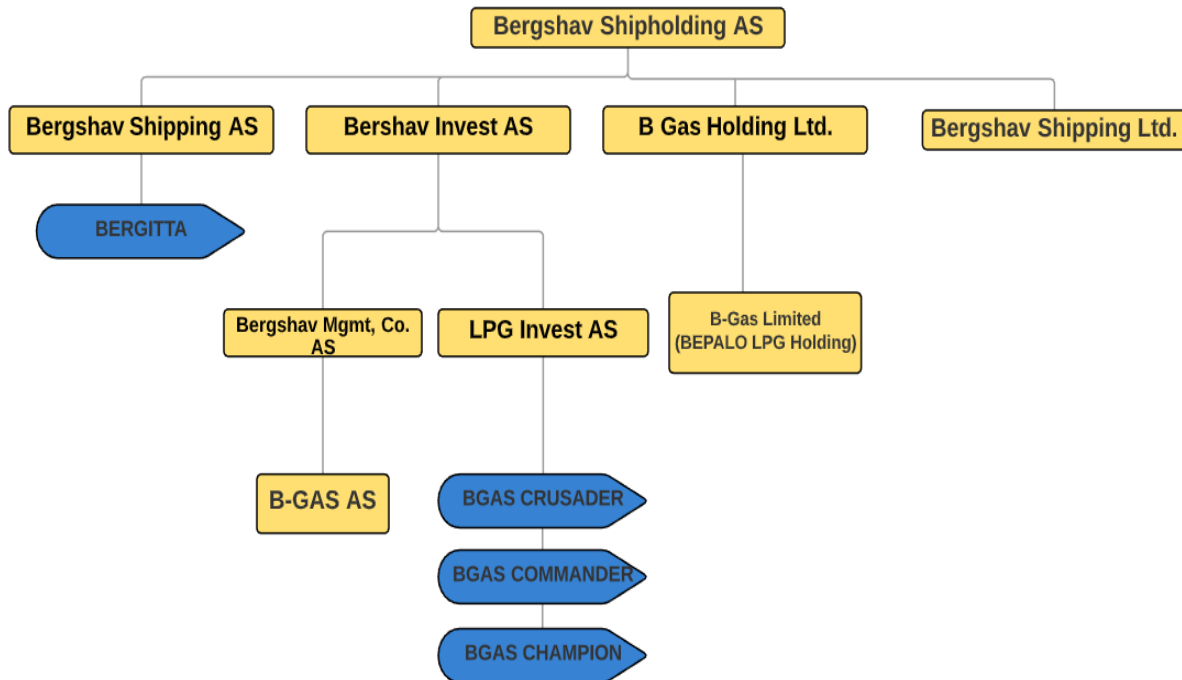 Bergshav Shipholding AS
Bergshav Shipping AS
Bershav Invest AS
B Gas Holding Ltd.
Bergshav Shipping Ltd.
BERGITTA
Bergshav Mgmt, Co.
AS
LPG Invest AS
B-Gas Limited
(BEPALO LPG Holding)
B-GAS AS
BGAS CRUSADER
BGAS COMMANDER
BGAS CHAMPION